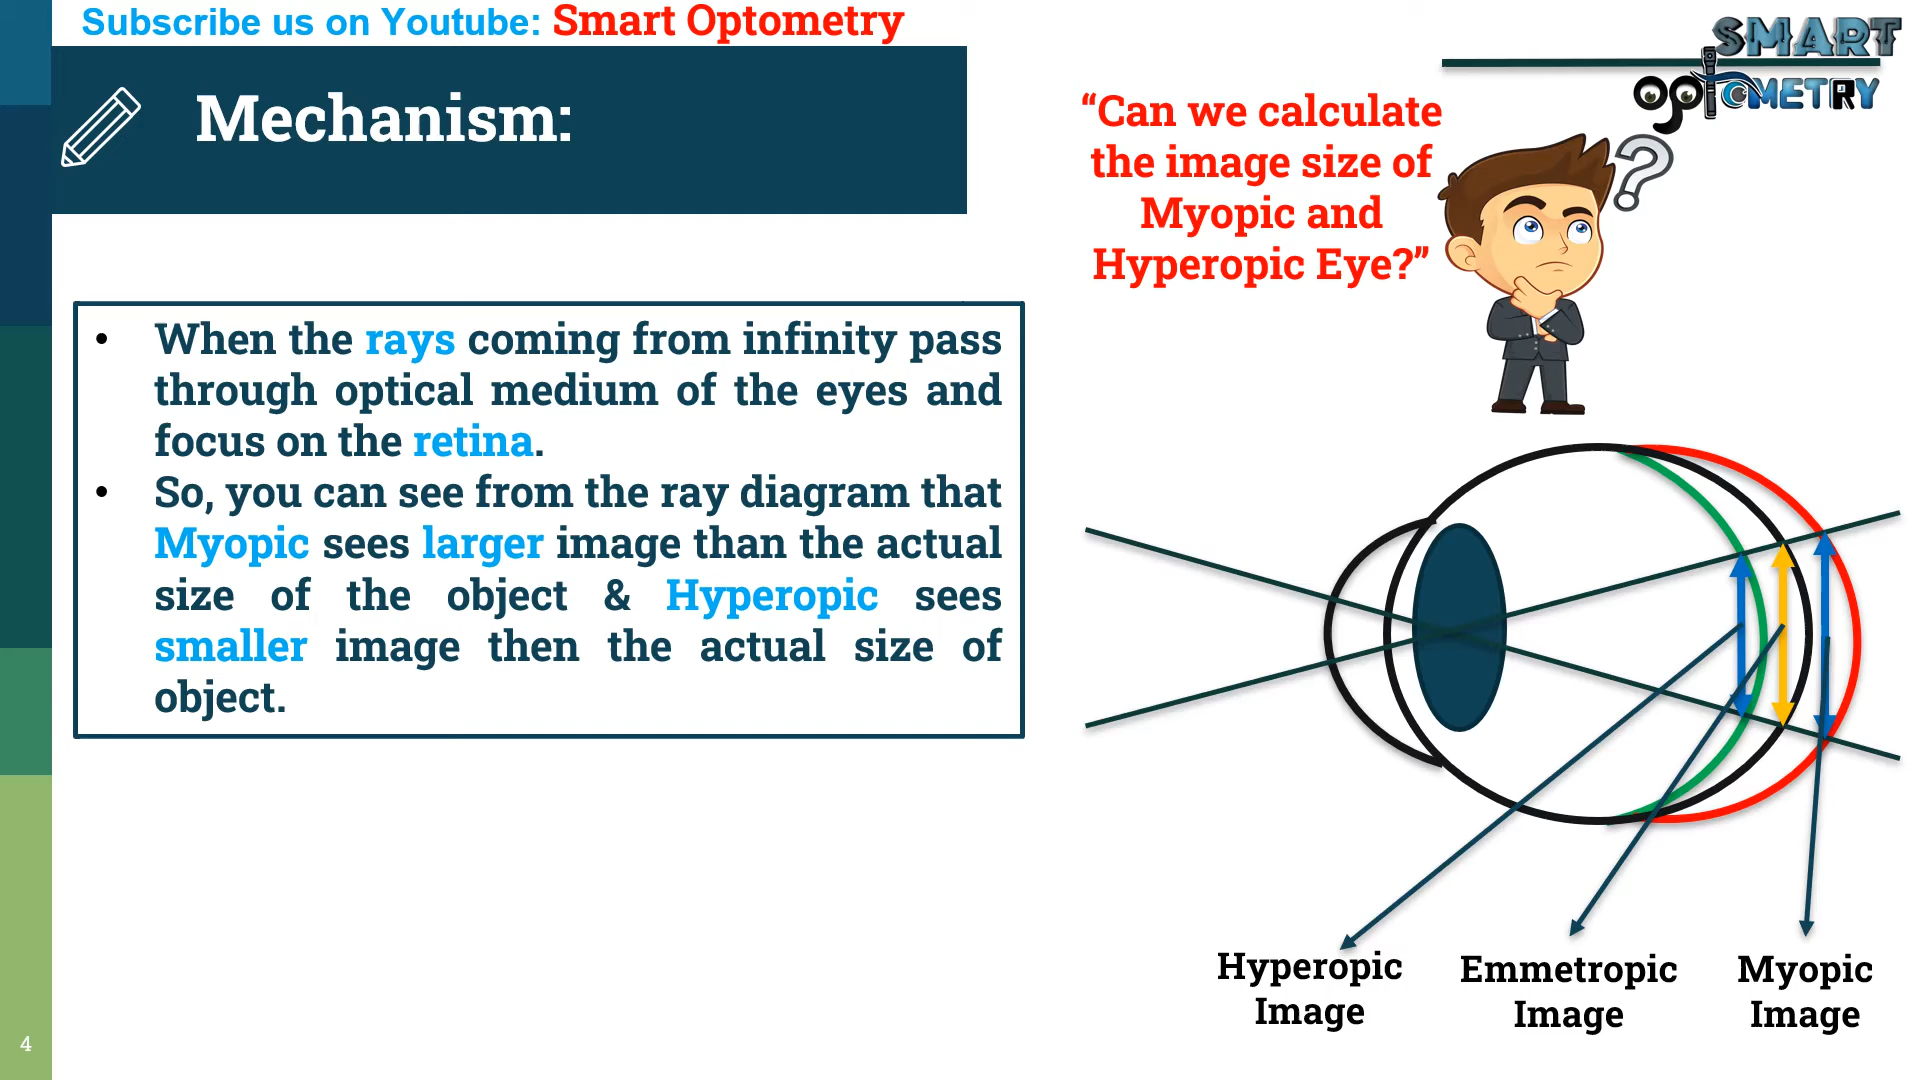 Subscribe us on Youtube: Smart Optometry
SMART
optOMETRY
Mechanism:
“Can we calculate
the image size of
Myopic and
Hyperopic Eye?”
?
• When the rays coming from infinity pass
through optical medium of the eyes and
focus on the retina.
• So, you can see from the ray diagram that
Myopic sees larger image than the actual
size of the object & Hyperopic sees
smaller image then the actual size of
object.
Hyperopic
Image
Emmetropic
Image
Myopic
Image
4